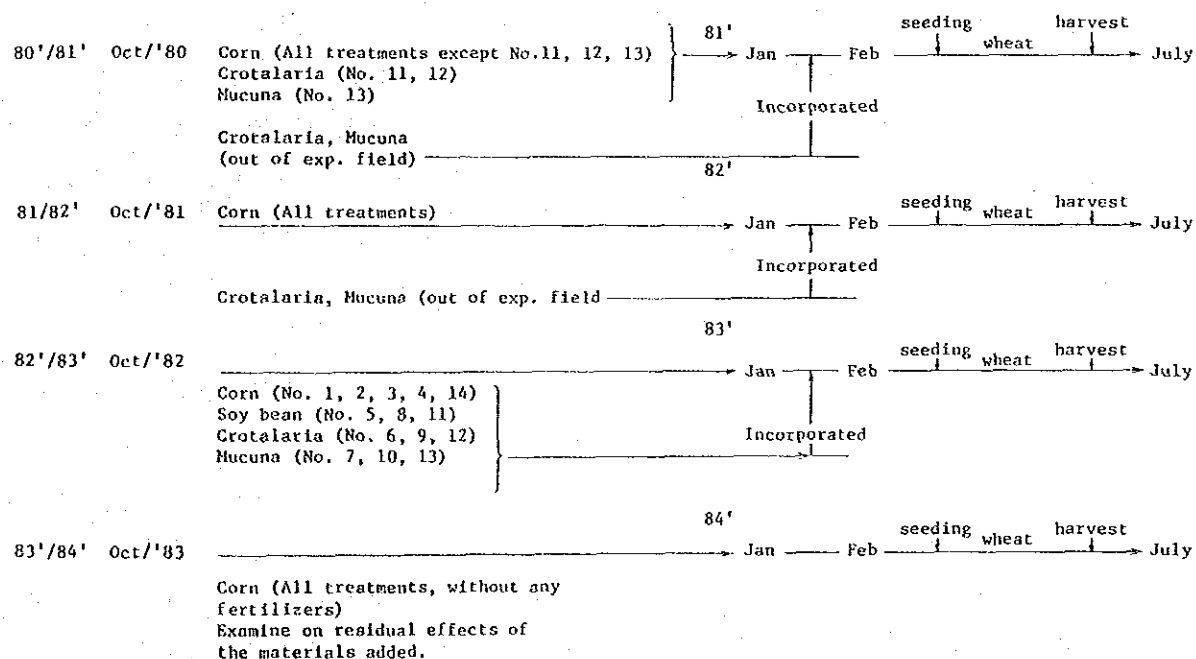 81' seeding harvest
80'/81' Oct/'80 Corn (All treatments except No.11, 12, 13) Jan Feb wheat July
Crotalaria (No. 11, 12)
Mucuna (No. 13)
Incorporated
Crotalaria, Mucuna
(out of exp. field)
82'
seeding harvest
81/82' Oct/'81 Corn (All treatments) Jan Feb wheat July
Incorporated
Crotalaria, Mucuna (out of exp. field
83'
seeding harvest
82'/83' Oct/'82 Jan Feb wheat July
Corn (No. 1, 2, 3, 4, 14)
Soy bean (No. 5, 8, 11)
Crotalaria (No. 6, 9, 12) Incorporated
Mucuna (No. 7, 10, 13)
84'
seeding harvest
83'/84' Oct/'83 Jan Feb wheat July
Corn (All treatments, without any
fertilizers)
Examine on residual effects of
the materials added.